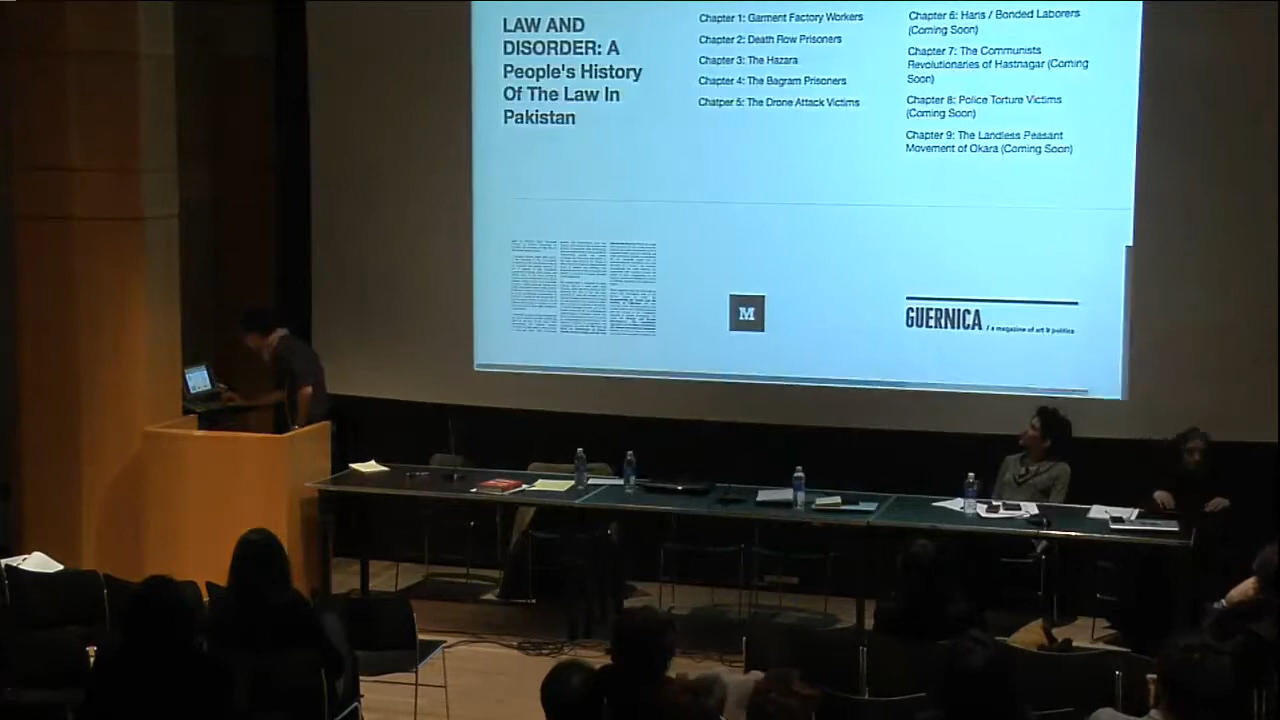 LAW AND
DISORDER: A
People's History
Of The Law In
Pakistan
Chapter 1: Garment Factory Workers
Chapter 2: Death Row Prisoners
Chapter 3: The Hazara
Chapter 4: The Bagram Prisoners
Chatper 5: The Drone Attack Victims
Chapter 6: Haris / Bonded Laborers
(Coming Soon)
Chapter 7: The Communists
Revolutionaries of Hastnagar (Coming
Soon)
Chapter 8: Police Torture Victims
(Coming Soon)
Chapter 9: The Landless Peasant
Movement of Okara (Coming Soon)
M
GUERNICA / a magazine of art & politics